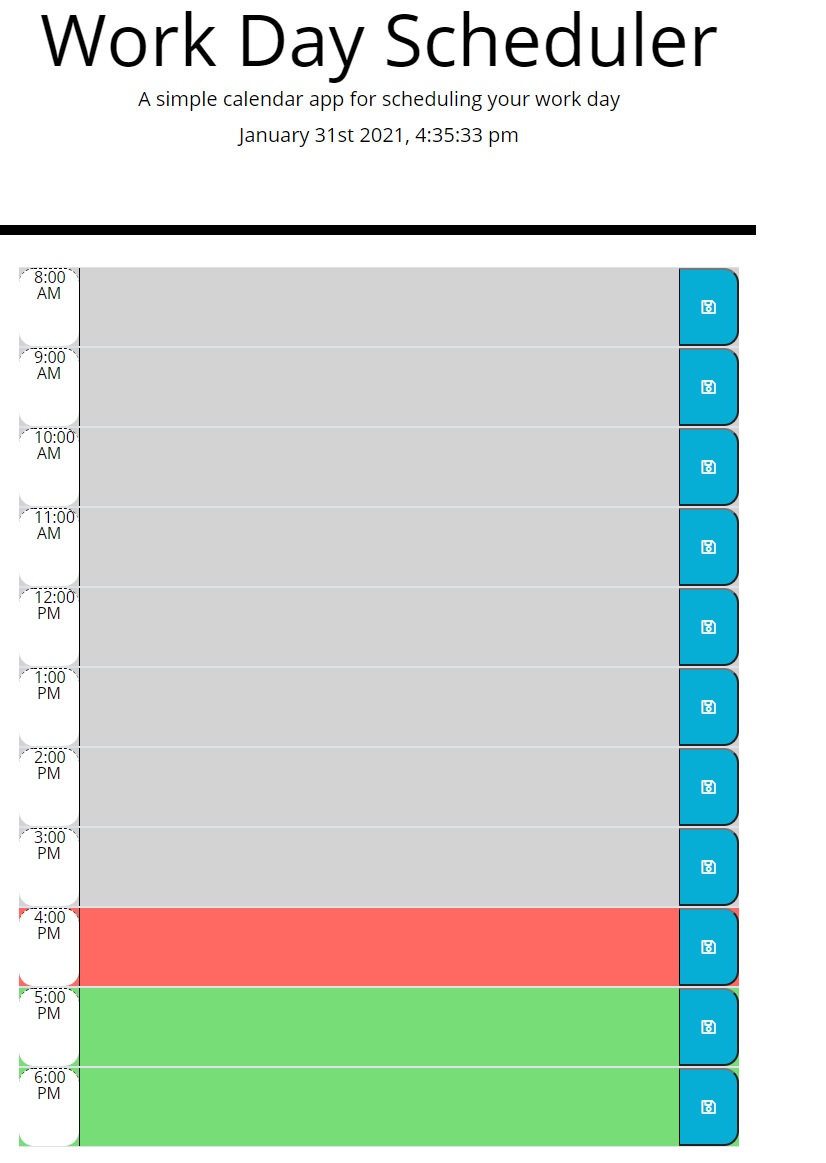 Work Day Scheduler
A simple calendar app for scheduling your work day
January 31st 2021, 4:35:33 pm
8:00
AM
9:00
AM
10:00
AM
11:00
AM
12:00
PM
1:00
PM
2:00
PM
3:00
PM
4:00
PM
5:00
PM
6:00
PM